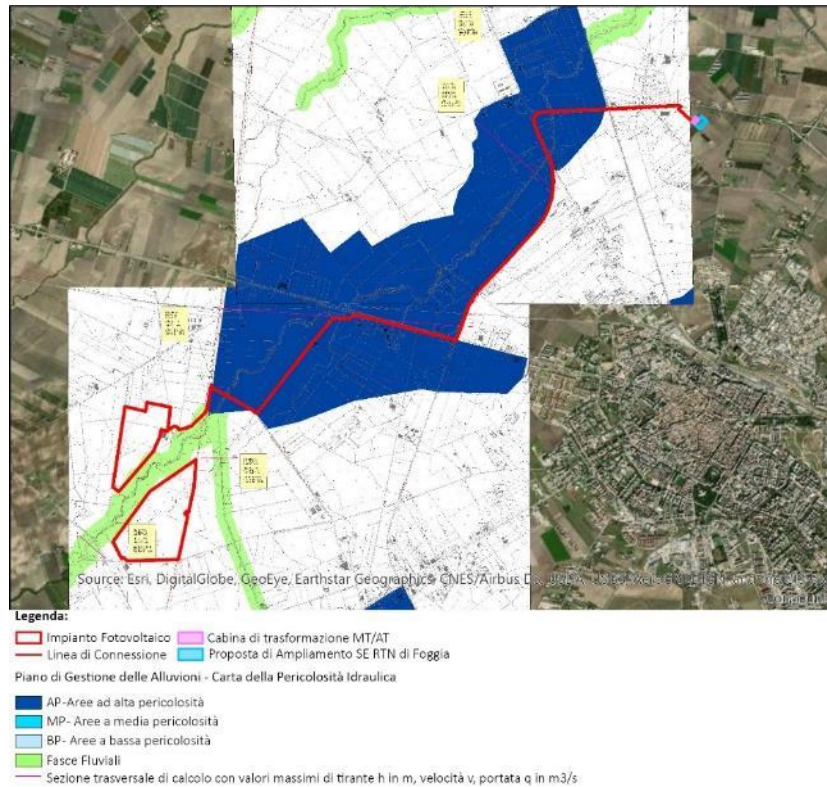 Source: Esri, DigitalGlobe, GeoEye, Earthstar Geographics, CNES/Airbus DS,
Legenda:
Impianto Fotovoltaico Cabina di trasformazione MT/AT
Linea di Connessione Proposta di Ampliamento SE RTN di Foggia
Piano di Gestione delle Alluvioni - Carta della Pericolosità Idraulica
AP-Aree ad alta pericolosità
MP- Aree a media pericolosità
BP- Aree a bassa pericolosità
Fasce Fluviali
Sezione trasversale di calcolo con valori massimi di tirante h in m, velocità v, portata q in m3/s